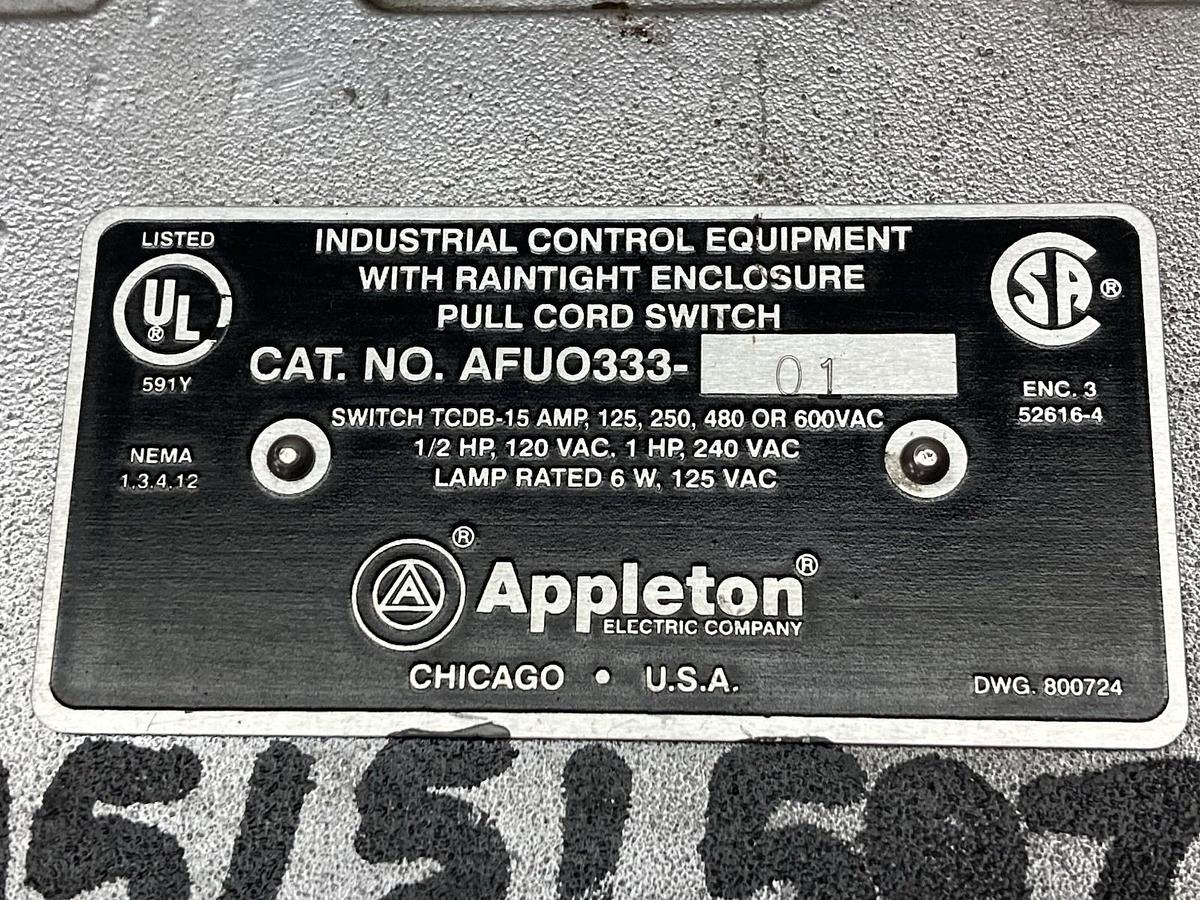 LISTED
UL®
591Y
NEMA
1.3.4.12
INDUSTRIAL CONTROL EQUIPMENT
WITH RAINTIGHT ENCLOSURE
PULL CORD SWITCH
CAT. NO. AFUO333- 01
SWITCH TCDB-15 AMP, 125, 250, 480 OR 600VAC
1/2 HP, 120 VAC. 1 HP, 240 VAC
LAMP RATED 6 W, 125 VAC
SA®
ENC. 3
52616-4
A ®
Appleton®
ELECTRIC COMPANY
CHICAGO • U.S.A.
DWG. 800724